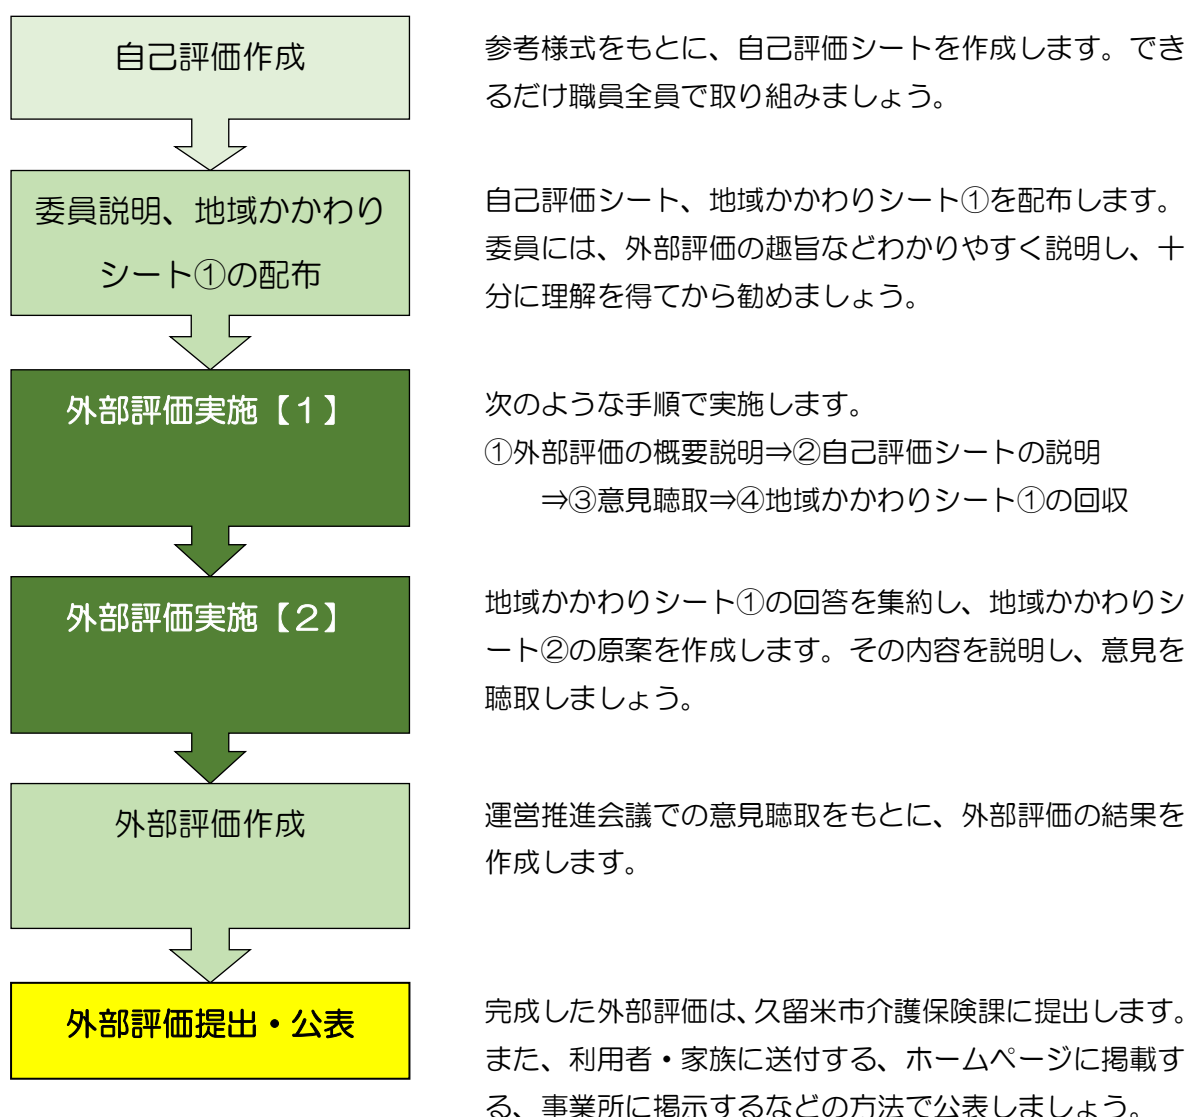 自己評価作成
参考様式をもとに、自己評価シートを作成します。でき
るだけ職員全員で取り組みましょう。
委員説明、地域かかわり
シート①の配布
自己評価シート、地域かかわりシート①を配布します。
委員には、外部評価の趣旨などわかりやすく説明し、十
分に理解を得てから勧めましょう。
外部評価実施【1】
次のような手順で実施します。
①外部評価の概要説明⇒②自己評価シートの説明
⇒③意見聴取⇒④地域かかわりシート①の回収
外部評価実施【2】
地域かかわりシート①の回答を集約し、地域かかわりシ
ート②の原案を作成します。その内容を説明し、意見を
聴取しましょう。
外部評価作成
運営推進会議での意見聴取をもとに、外部評価の結果を
作成します。
外部評価提出・公表
完成した外部評価は、久留米市介護保険課に提出します。
また、利用者・家族に送付する、ホームページに掲載す
る、事業所に掲示するなどの方法で公表しましょう。